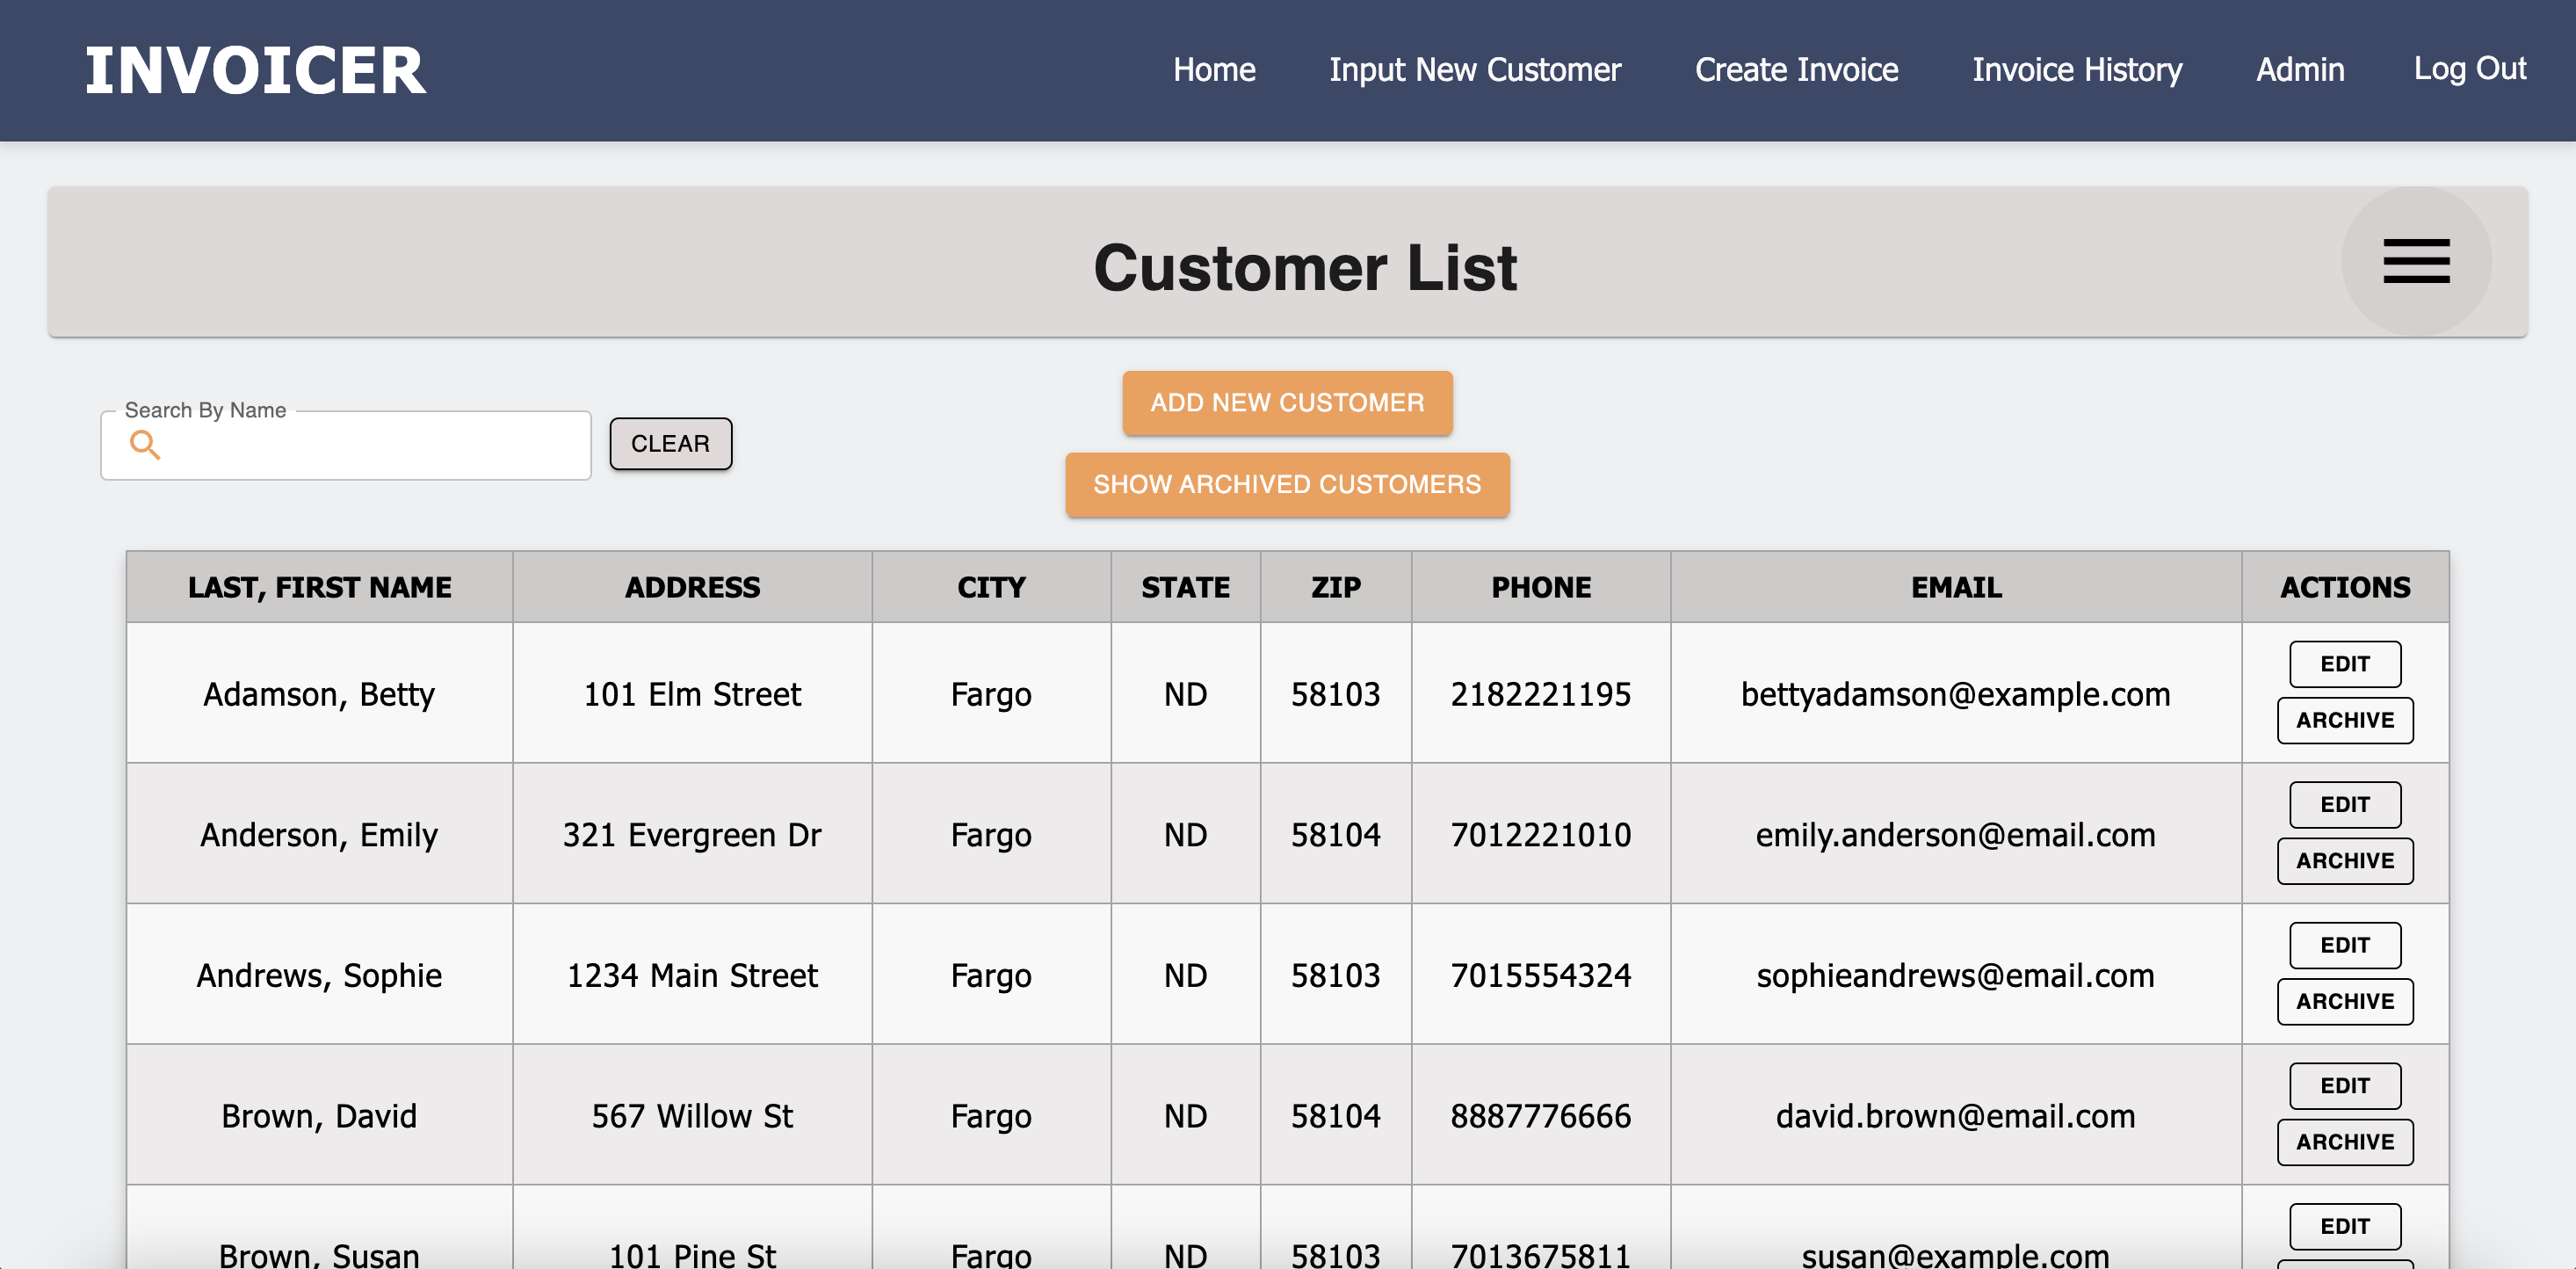 INVOICER
Home Input New Customer Create Invoice Invoice History Admin Log Out
Customer List
Search By Name
CLEAR
ADD NEW CUSTOMER
SHOW ARCHIVED CUSTOMERS
LAST, FIRST NAME ADDRESS CITY STATE ZIP PHONE EMAIL ACTIONS
Adamson, Betty 101 Elm Street Fargo ND 58103 2182221195 bettyadamson@example.com EDIT
ARCHIVE
Anderson, Emily 321 Evergreen Dr Fargo ND 58104 7012221010 emily.anderson@email.com EDIT
ARCHIVE
Andrews, Sophie 1234 Main Street Fargo ND 58103 7015554324 sophieandrews@email.com EDIT
ARCHIVE
Brown, David 567 Willow St Fargo ND 58104 8887776666 david.brown@email.com EDIT
ARCHIVE
Brown, Susan 101 Pine St Fargo ND 58103 7013675811 susan@example.com EDIT